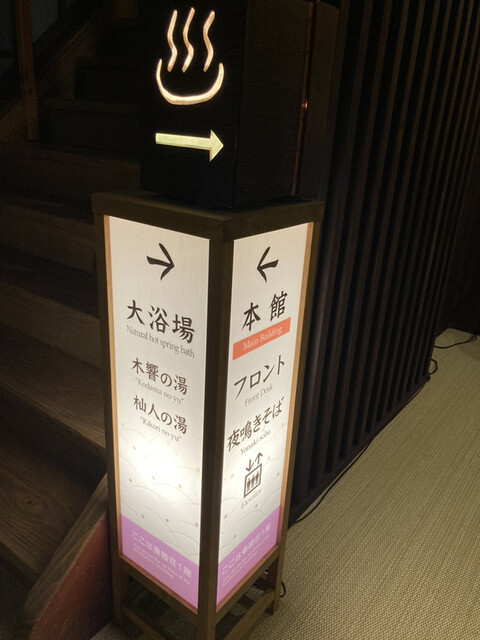 →
大浴場
Natural hot spring bath
木響の湯
"Kodama no yu"
杣人の湯
"Kikori no yu"
←
本館
Main Building
フロント
Front Desk
夜鳴きそば
Yonaki soba
Elevator